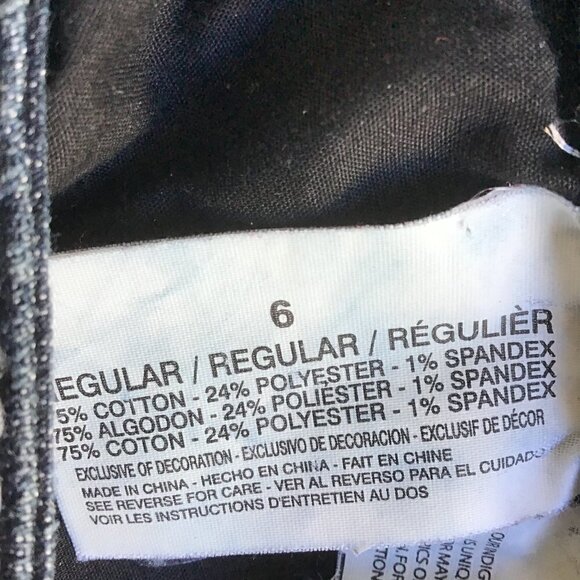 6
EGULAR / REGULAR / RÉGULIÈR
5% COTTON - 24% POLYESTER - 1% SPANDEX
75% ALGODON - 24% POLIÉSTER - 1% SPANDEX
75% COTON - 24% POLYESTER - 1% SPANDEX
EXCLUSIVE OF DECORATION - EXCLUSIVO DE DECORACION - EXCLUSIF DE DÉCOR
MADE IN CHINA - HECHO EN CHINA - FAIT EN CHINE
SEE REVERSE FOR CARE - VER AL REVERSO PARA EL CUIDADO
VOIR LES INSTRUCTIONS D'ENTRETIEN AU DOS